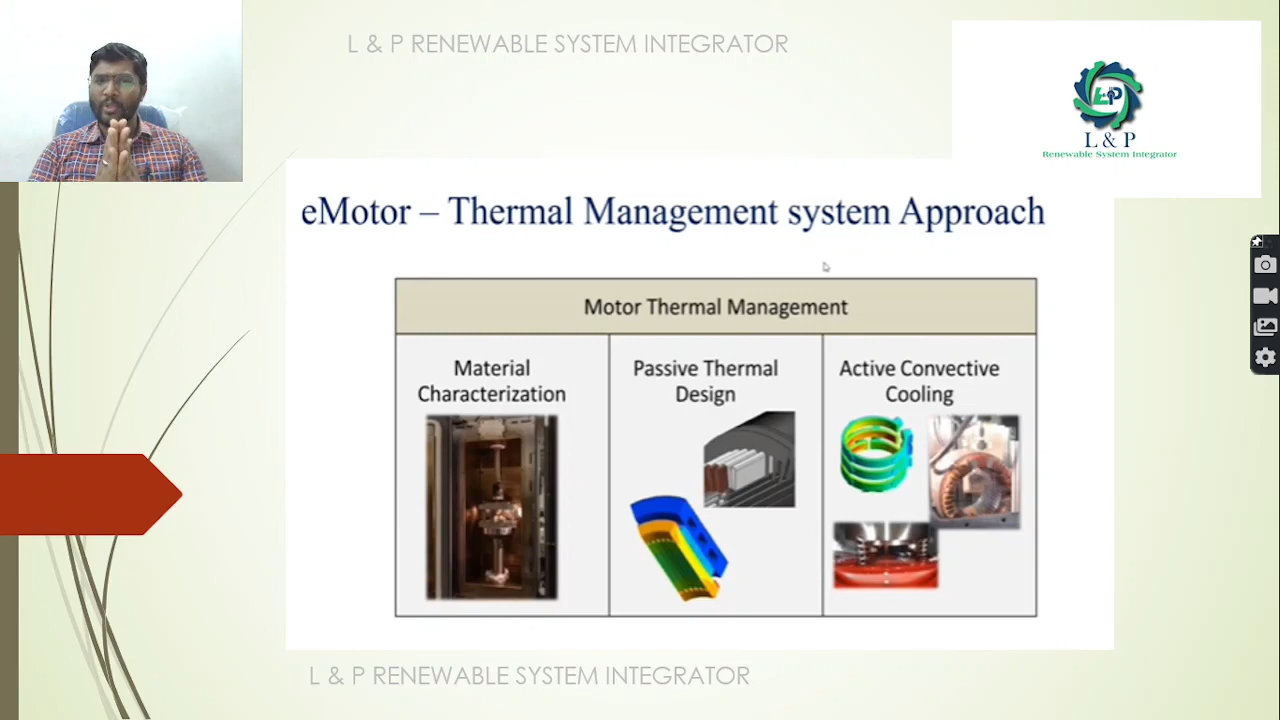 L & P RENEWABLE SYSTEM INTEGRATOR
L&P
L & P
Renewable System Integrator
eMotor – Thermal Management system Approach
Motor Thermal Management
Material
Characterization
Passive Thermal
Design
Active Convective
Cooling
L & P RENEWABLE SYSTEM INTEGRATOR